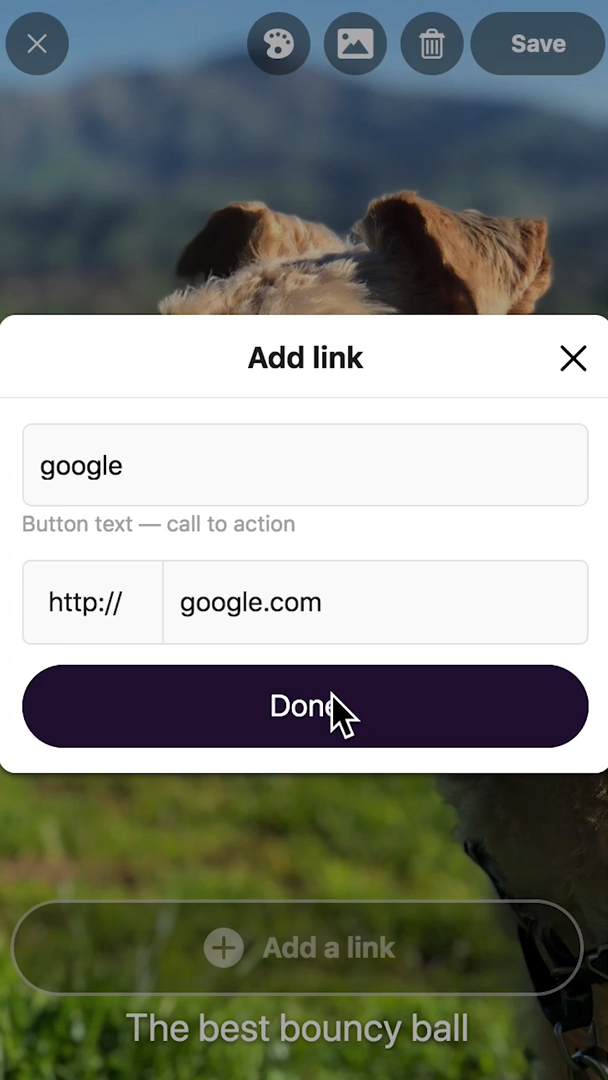 Save
Add link
google
Button text — call to action
http:// google.com
Done
Add a link
The best bouncy ball